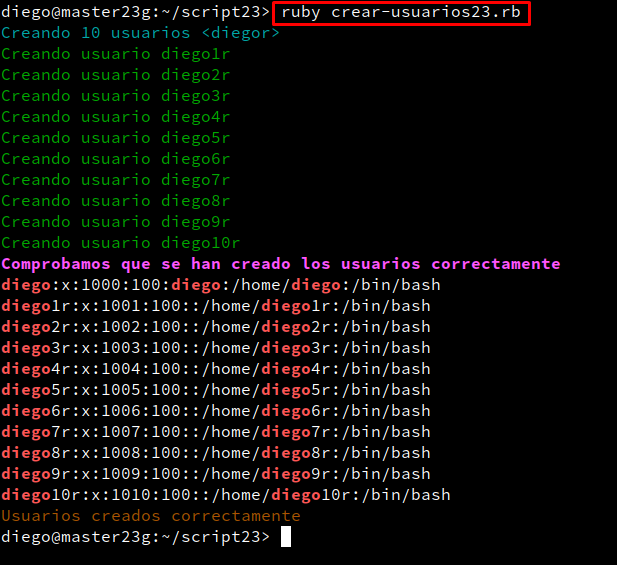 diego@master23g:~/script23> ruby crear-usuarios23.rb
Creando 10 usuarios <diegor>
Creando usuario diego1r
Creando usuario diego2r
Creando usuario diego3r
Creando usuario diego4r
Creando usuario diego5r
Creando usuario diego6r
Creando usuario diego7r
Creando usuario diego8r
Creando usuario diego9r
Creando usuario diego10r
Comprobamos que se han creado los usuarios correctamente
diego:x:1000:100:diego:/home/diego:/bin/bash
diego1r:x:1001:100::/home/diego1r:/bin/bash
diego2r:x:1002:100::/home/diego2r:/bin/bash
diego3r:x:1003:100::/home/diego3r:/bin/bash
diego4r:x:1004:100::/home/diego4r:/bin/bash
diego5r:x:1005:100::/home/diego5r:/bin/bash
diego6r:x:1006:100::/home/diego6r:/bin/bash
diego7r:x:1007:100::/home/diego7r:/bin/bash
diego8r:x:1008:100::/home/diego8r:/bin/bash
diego9r:x:1009:100::/home/diego9r:/bin/bash
diego10r:x:1010:100::/home/diego10r:/bin/bash
Usuarios creados correctamente
diego@master23g:~/script23>